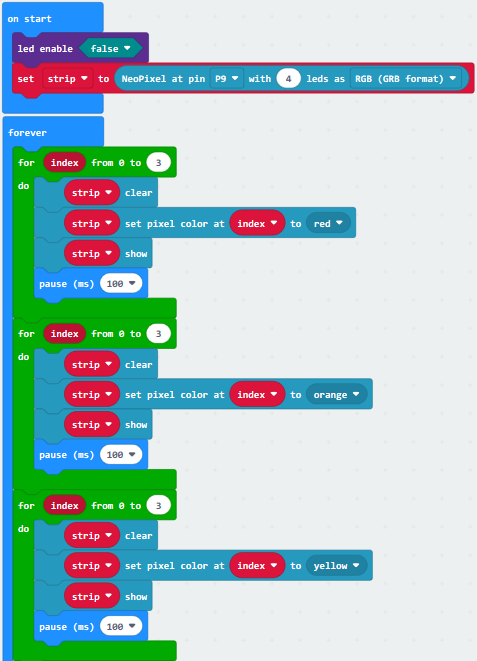 on start
led enable false
set strip to NeoPixel at pin P9 with 4 leds as RGB (GRB format)
forever
for index from 0 to 3
do
strip clear
strip set pixel color at index to red
strip show
pause (ms) 100
for index from 0 to 3
do
strip clear
strip set pixel color at index to orange
strip show
pause (ms) 100
for index from 0 to 3
do
strip clear
strip set pixel color at index to yellow
strip show
pause (ms) 100